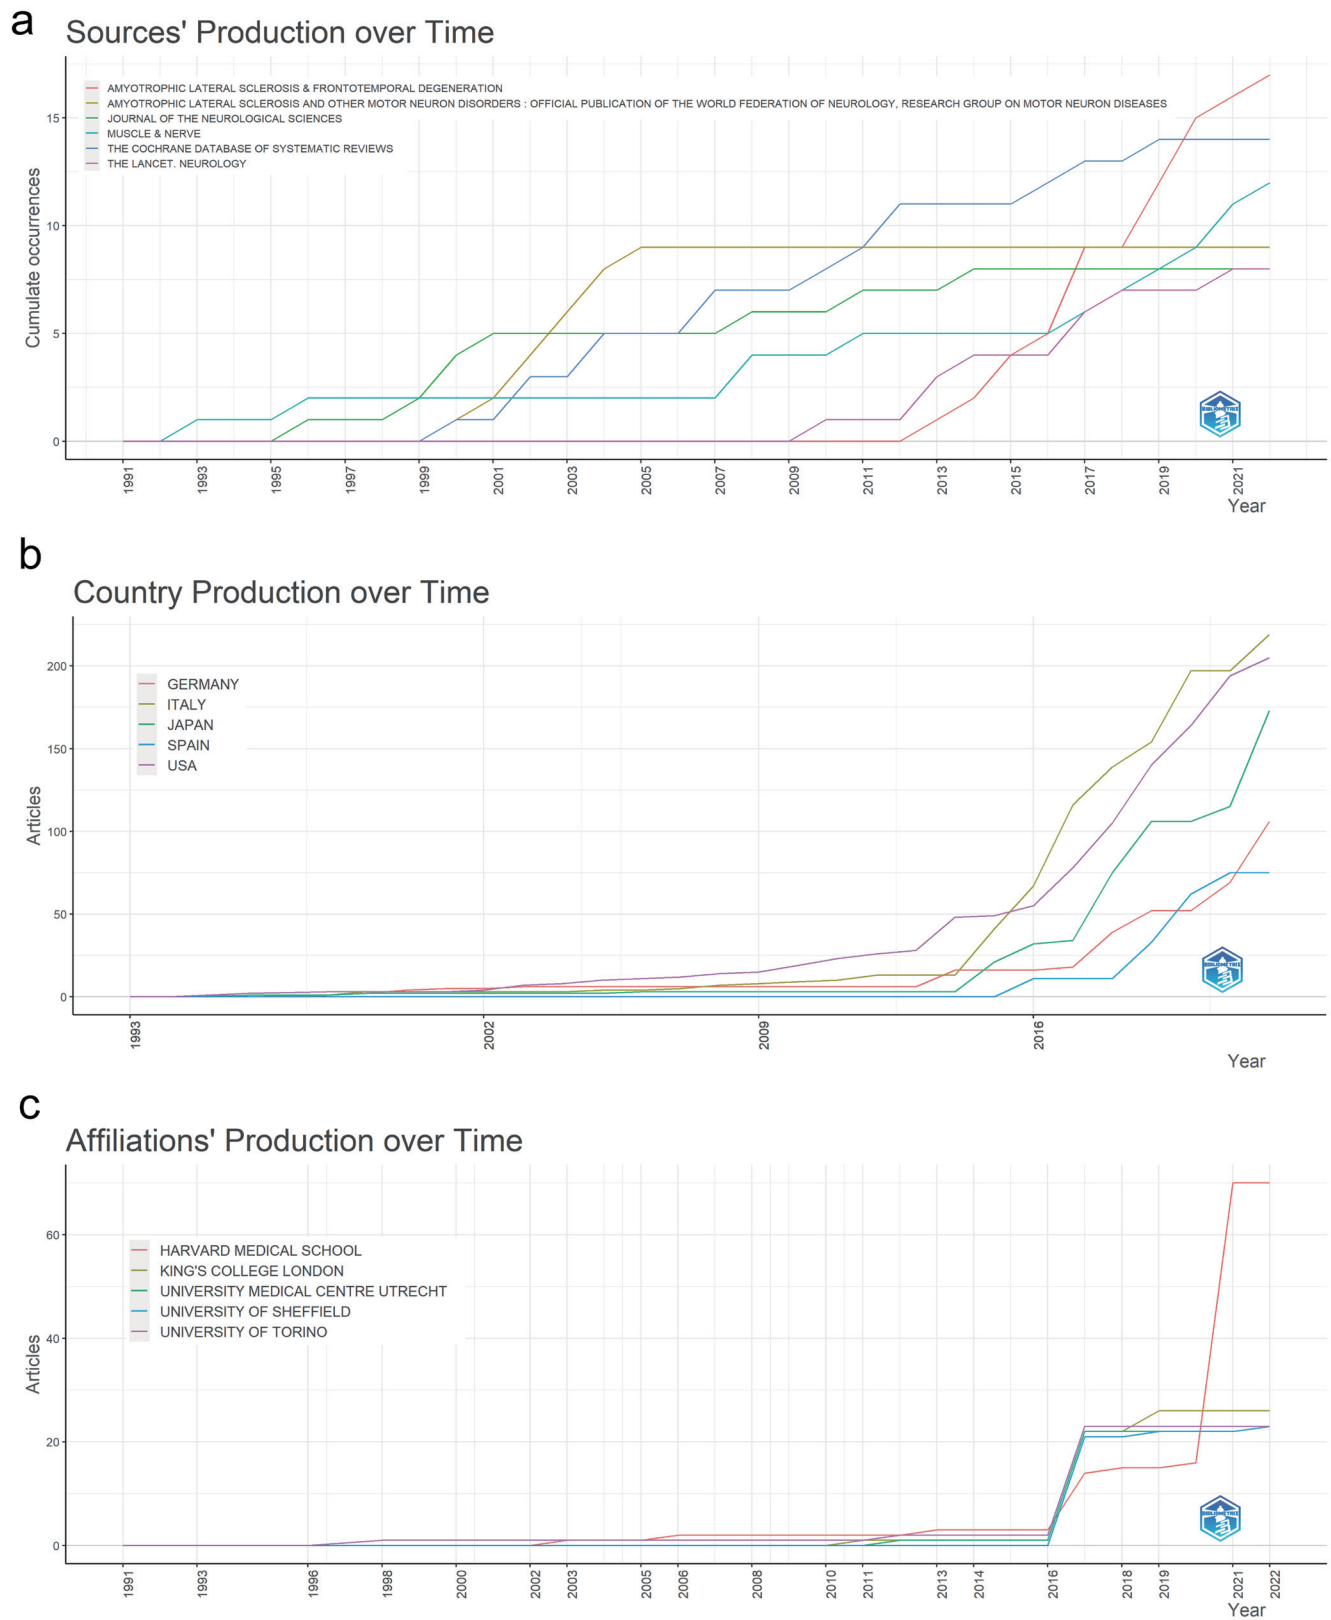 a
Sources' Production over Time
AMYOTROPHIC LATERAL SCLEROSIS & FRONTOTEMPORAL DEGENERATION
AMYOTROPHIC LATERAL SCLEROSIS AND OTHER MOTOR NEURON DISORDERS : OFFICIAL PUBLICATION OF THE WORLD FEDERATION OF NEUROLOGY, RESEARCH GROUP ON MOTOR NEURON DISEASES
JOURNAL OF THE NEUROLOGICAL SCIENCES
MUSCLE & NERVE
THE COCHRANE DATABASE OF SYSTEMATIC REVIEWS
THE LANCET. NEUROLOGY
Cumulate occurrences
15
10
5
0
BIBLIOMETRIX
1991 1993 1995 1997 1999 2001 2003 2005 2007 2009 2011 2013 2015 2017 2019 2021
Year
b
Country Production over Time
GERMANY
ITALY
JAPAN
SPAIN
USA
Articles
200
150
100
50
0
BIBLIOMETRIX
1993 2002 2009 2016
Year
c
Affiliations' Production over Time
HARVARD MEDICAL SCHOOL
KING'S COLLEGE LONDON
UNIVERSITY MEDICAL CENTRE UTRECHT
UNIVERSITY OF SHEFFIELD
UNIVERSITY OF TORINO
Articles
60
40
20
0
BIBLIOMETRIX
1991 1993 1996 1998 2000 2002 2003 2005 2006 2008 2010 2011 2013 2014 2016 2018 2019 2021 2022
Year